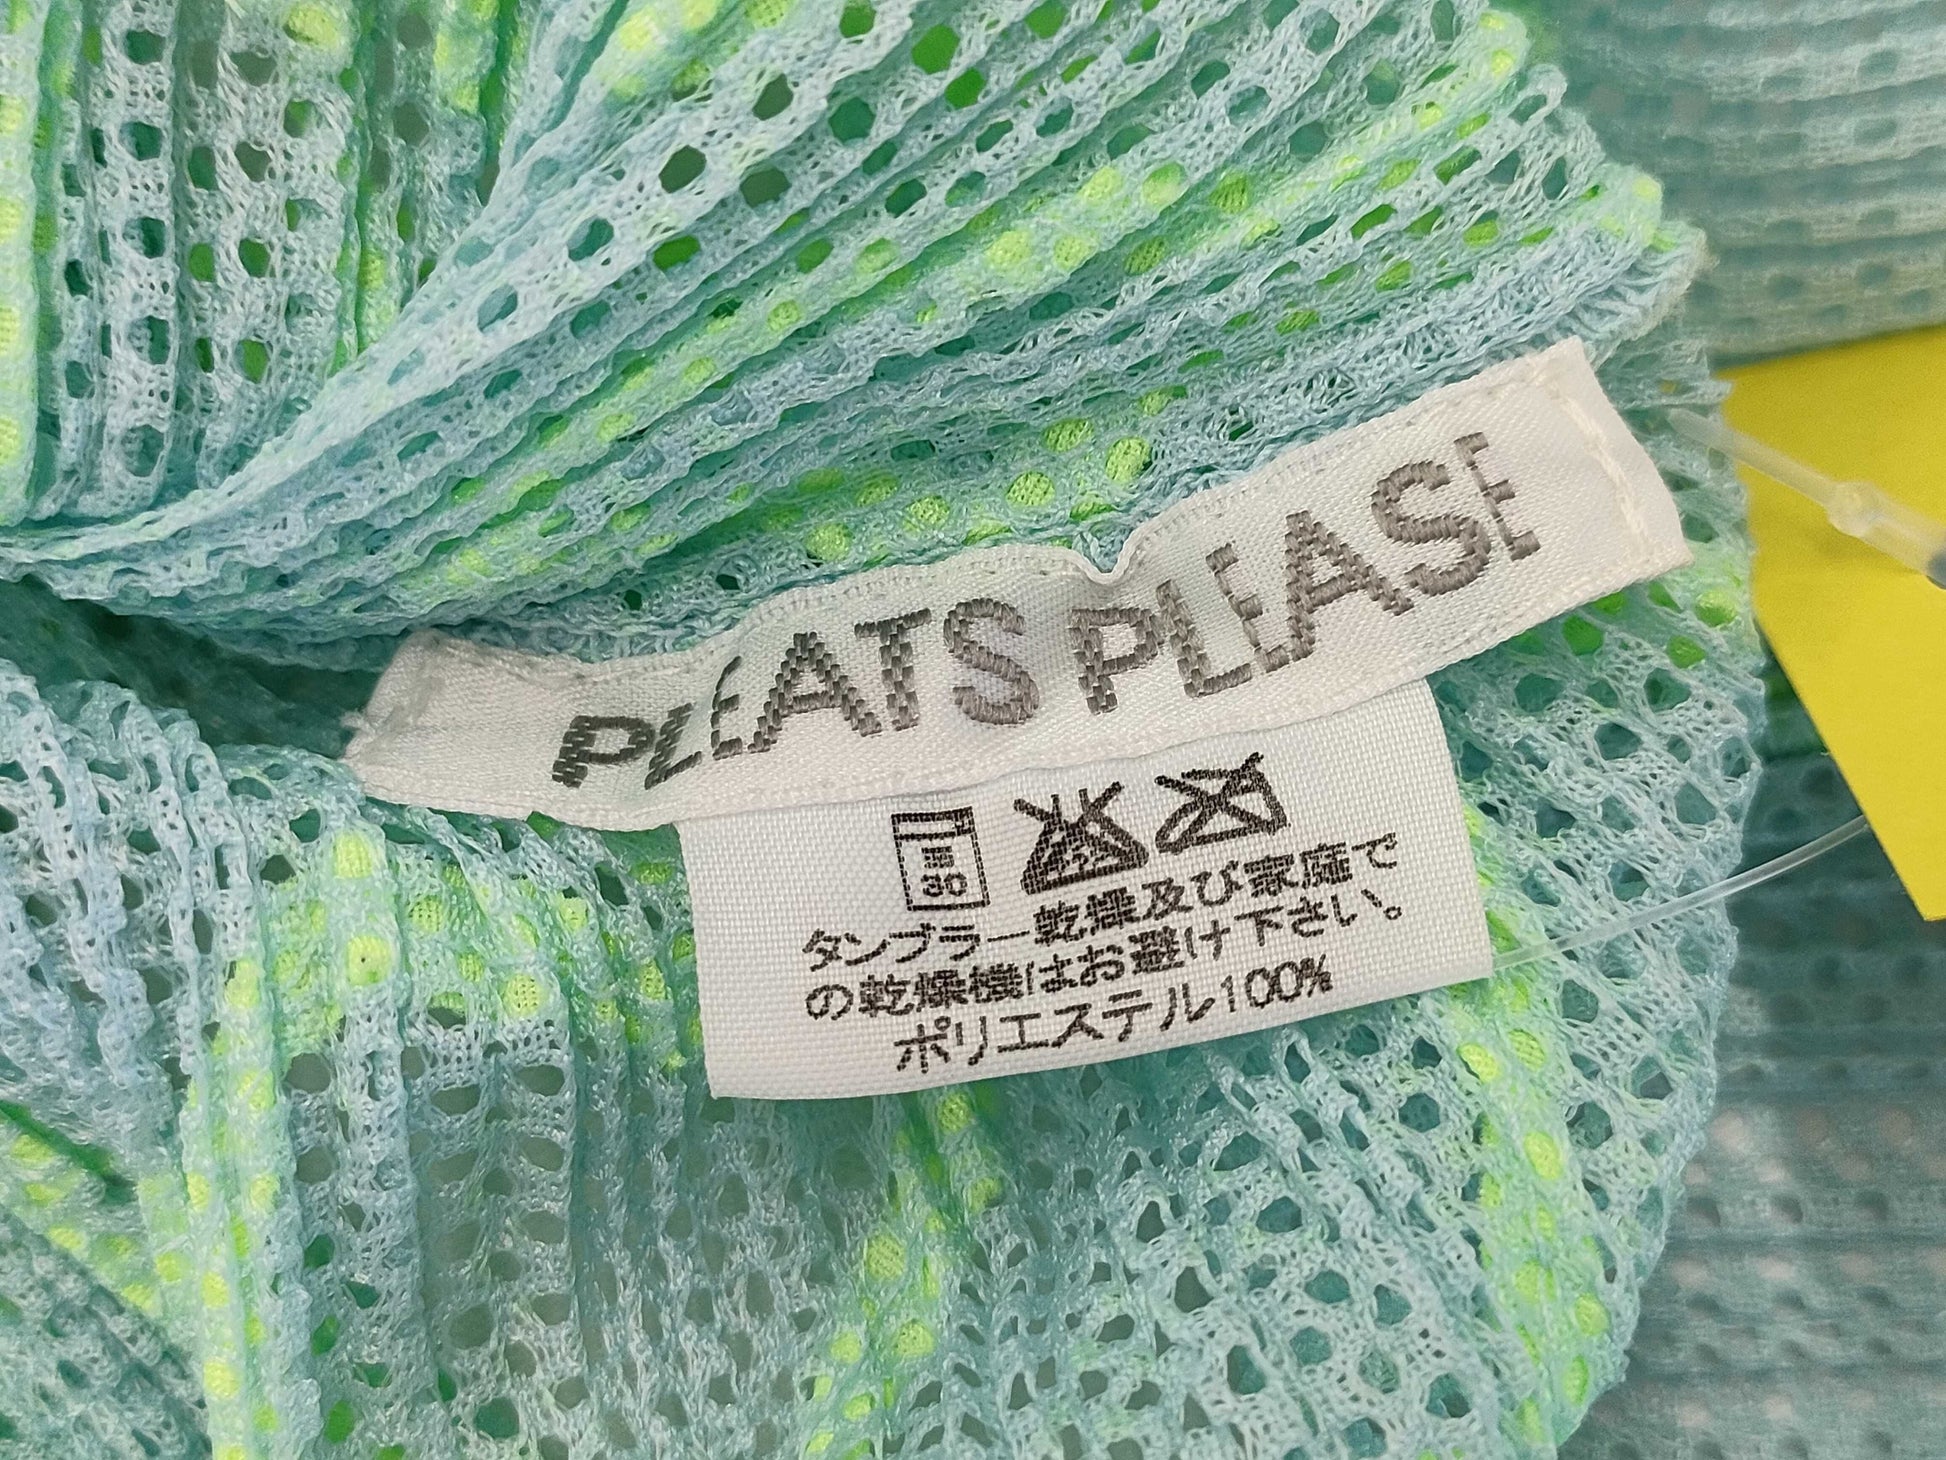 PLEATS PLEASE
弱
30
タンブラー乾燥及び家庭で
の乾燥機はお避け下さい。
ポリエステル100%